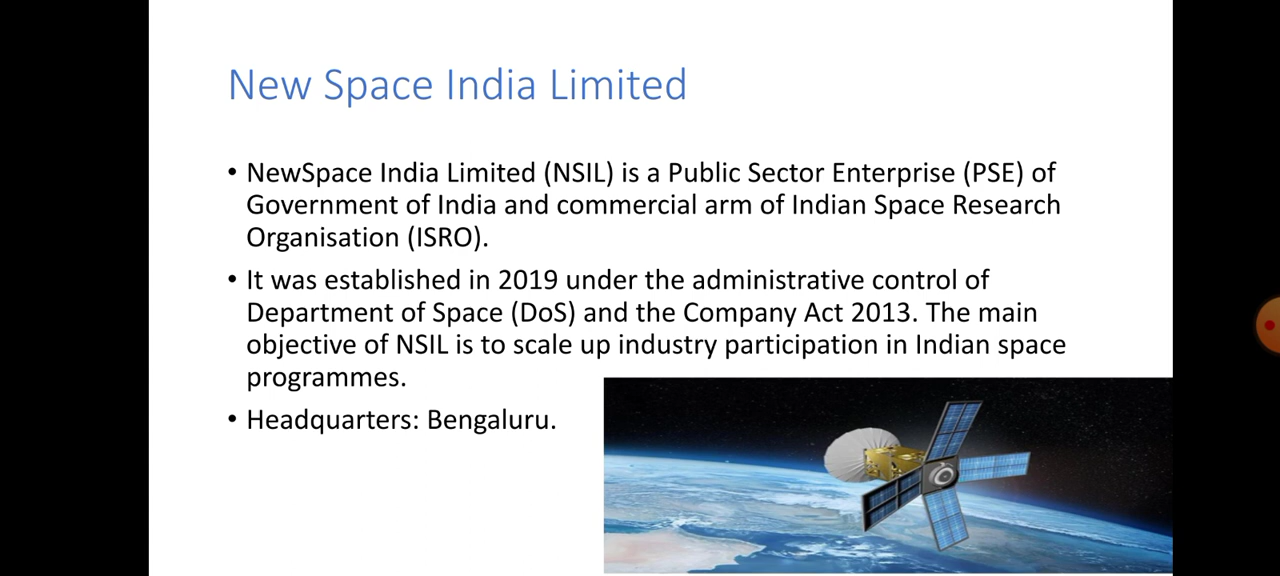 New Space India Limited
• NewSpace India Limited (NSIL) is a Public Sector Enterprise (PSE) of
Government of India and commercial arm of Indian Space Research
Organisation (ISRO).
• It was established in 2019 under the administrative control of
Department of Space (DoS) and the Company Act 2013. The main
objective of NSIL is to scale up industry participation in Indian space
programmes.
• Headquarters: Bengaluru.